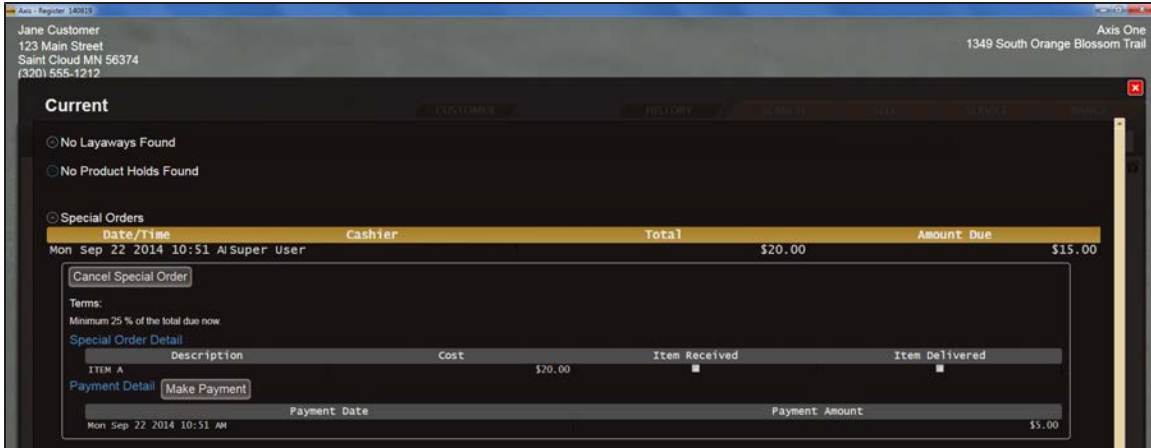 Axis - Register 140819
Jane Customer
123 Main Street
Saint Cloud MN 56374
(320) 555-1212
Axis One
1349 South Orange Blossom Trail
Current
CUSTOMER HISTORY SEARCH SELL SERVICE
No Layaways Found
No Product Holds Found
Special Orders
Date/Time Cashier Total Amount Due
Mon Sep 22 2014 10:51 AM Super User $20.00 $15.00
Cancel Special Order
Terms:
Minimum 25 % of the total due now.
Special Order Detail
Description Cost Item Received Item Delivered
ITEM A $20.00
Payment Detail Make Payment
Payment Date Payment Amount
Mon Sep 22 2014 10:51 AM $5.00